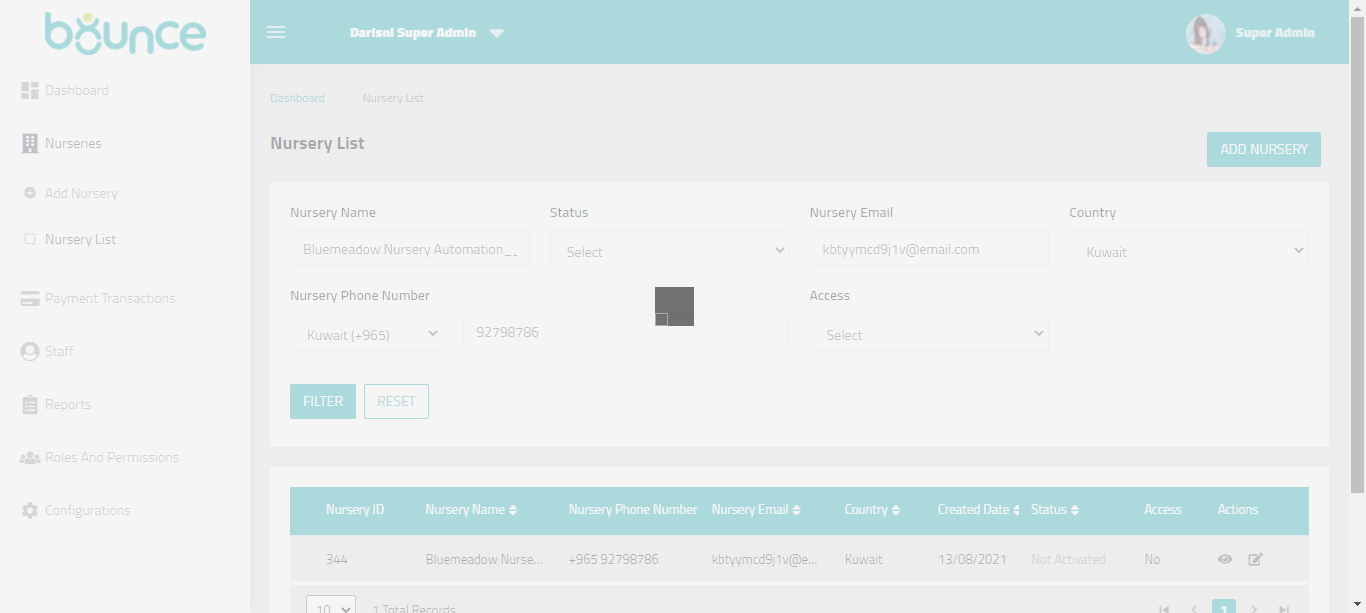 bounce
Darisni Super Admin
Super Admin
Dashboard
Nurseries
Add Nursery
Nursery List
Payment Transactions
Staff
Reports
Roles And Permissions
Configurations
Dashboard Nursery List
Nursery List
ADD NURSERY
Nursery Name Status Nursery Email Country
Bluemeadow Nursery Automation_ Select kbtyymcd9j1v@email.com Kuwait
Nursery Phone Number Access
Kuwait (+965) 92798786 Select
FILTER RESET
Nursery ID Nursery Name Nursery Phone Number Nursery Email Country Created Date Status Access Actions
344 Bluemeadow Nurse... +965 92798786 kbtyymcd9j1v@e... Kuwait 13/08/2021 Not Activated No
10 1 Total Records 1